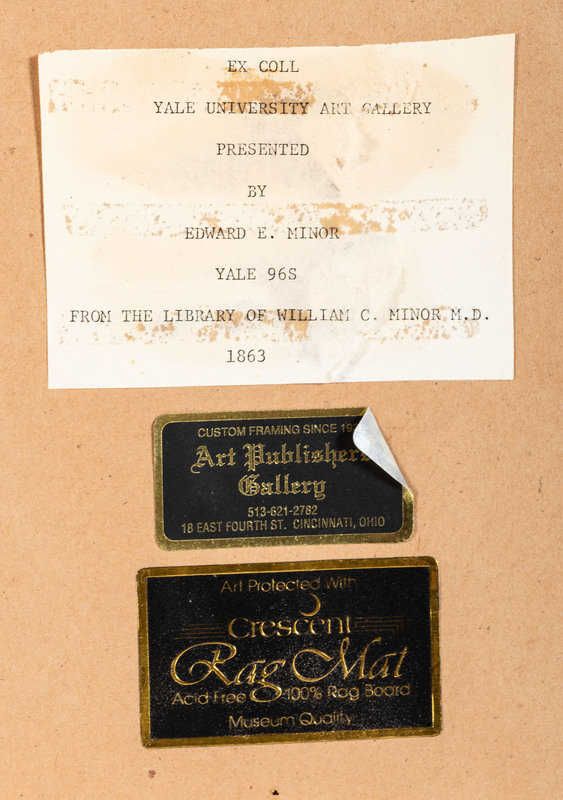 EX COLL
YALE UNIVERSITY ART GALLERY
PRESENTED
BY
EDWARD E. MINOR
YALE 96S
FROM THE LIBRARY OF WILLIAM C. MINOR M.D.
1863
CUSTOM FRAMING SINCE
Art Publishers
Gallery
513-621-2782
18 EAST FOURTH ST. CINCINNATI, OHIO
Art Protected With
Crescent
Rag Mat
Acid Free 100% Rag Board
Museum Quality